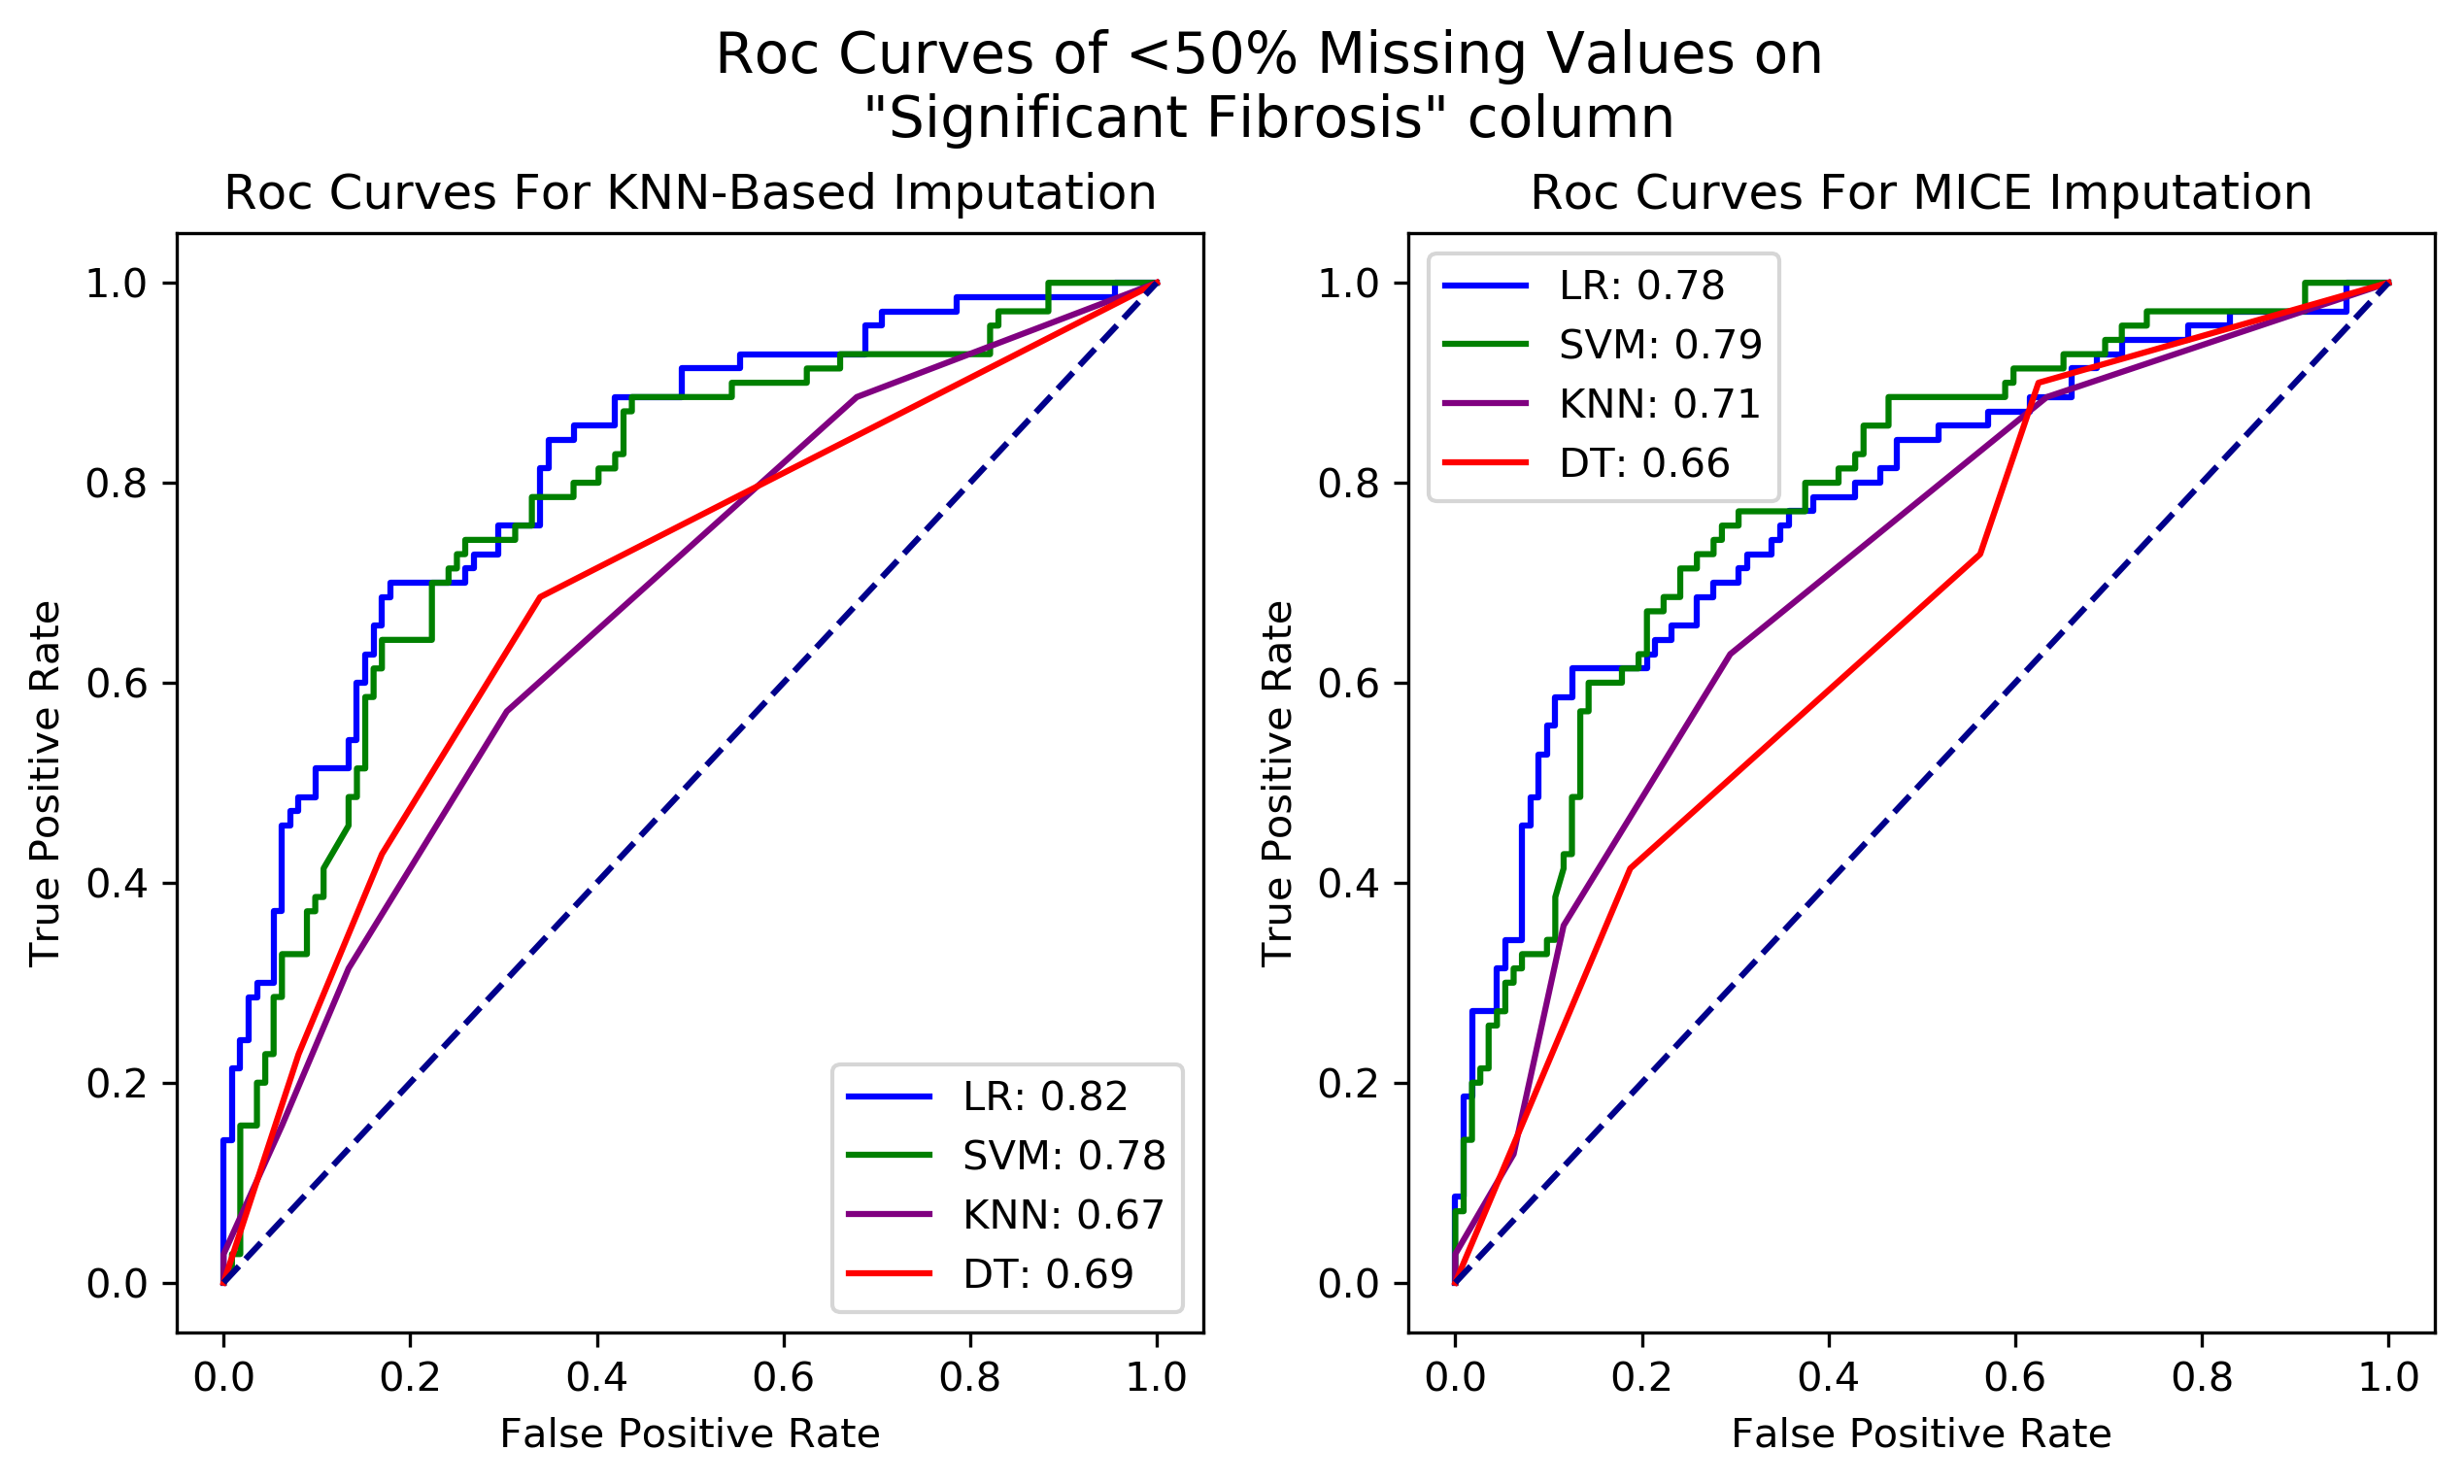 Roc Curves of <50% Missing Values on
"Significant Fibrosis" column
Roc Curves For KNN-Based Imputation
True Positive Rate
1.0
0.8
0.6
0.4
0.2
0.0
LR: 0.82
SVM: 0.78
KNN: 0.67
DT: 0.69
0.0 0.2 0.4 0.6 0.8 1.0
False Positive Rate
Roc Curves For MICE Imputation
True Positive Rate
1.0
0.8
0.6
0.4
0.2
0.0
LR: 0.78
SVM: 0.79
KNN: 0.71
DT: 0.66
0.0 0.2 0.4 0.6 0.8 1.0
False Positive Rate